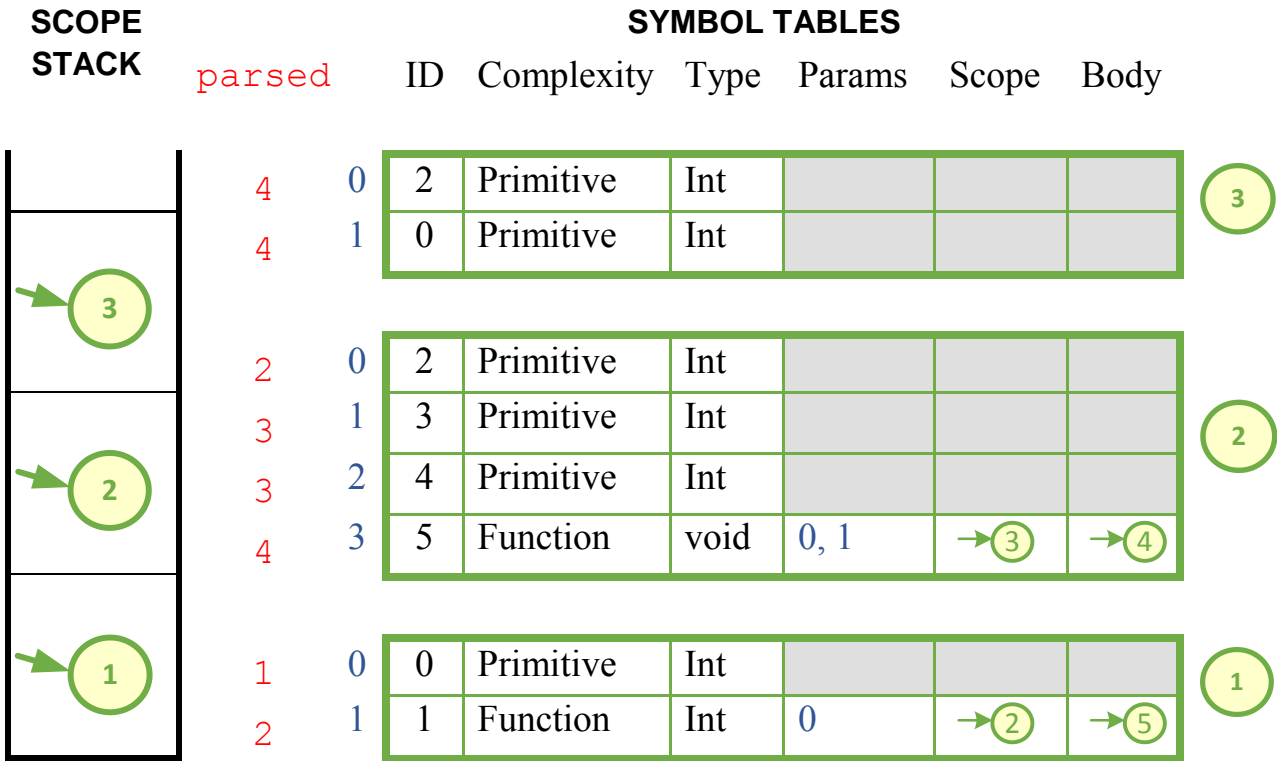 SCOPE STACK
SYMBOL TABLES
parsed ID Complexity Type Params Scope Body
4 0 2 Primitive Int
4 1 0 Primitive Int
3
3
2 0 2 Primitive Int
3 1 3 Primitive Int
3 2 4 Primitive Int
4 3 5 Function void 0, 1 3 4
2
2
1 0 0 Primitive Int
2 1 1 Function Int 0 2 5
1
1